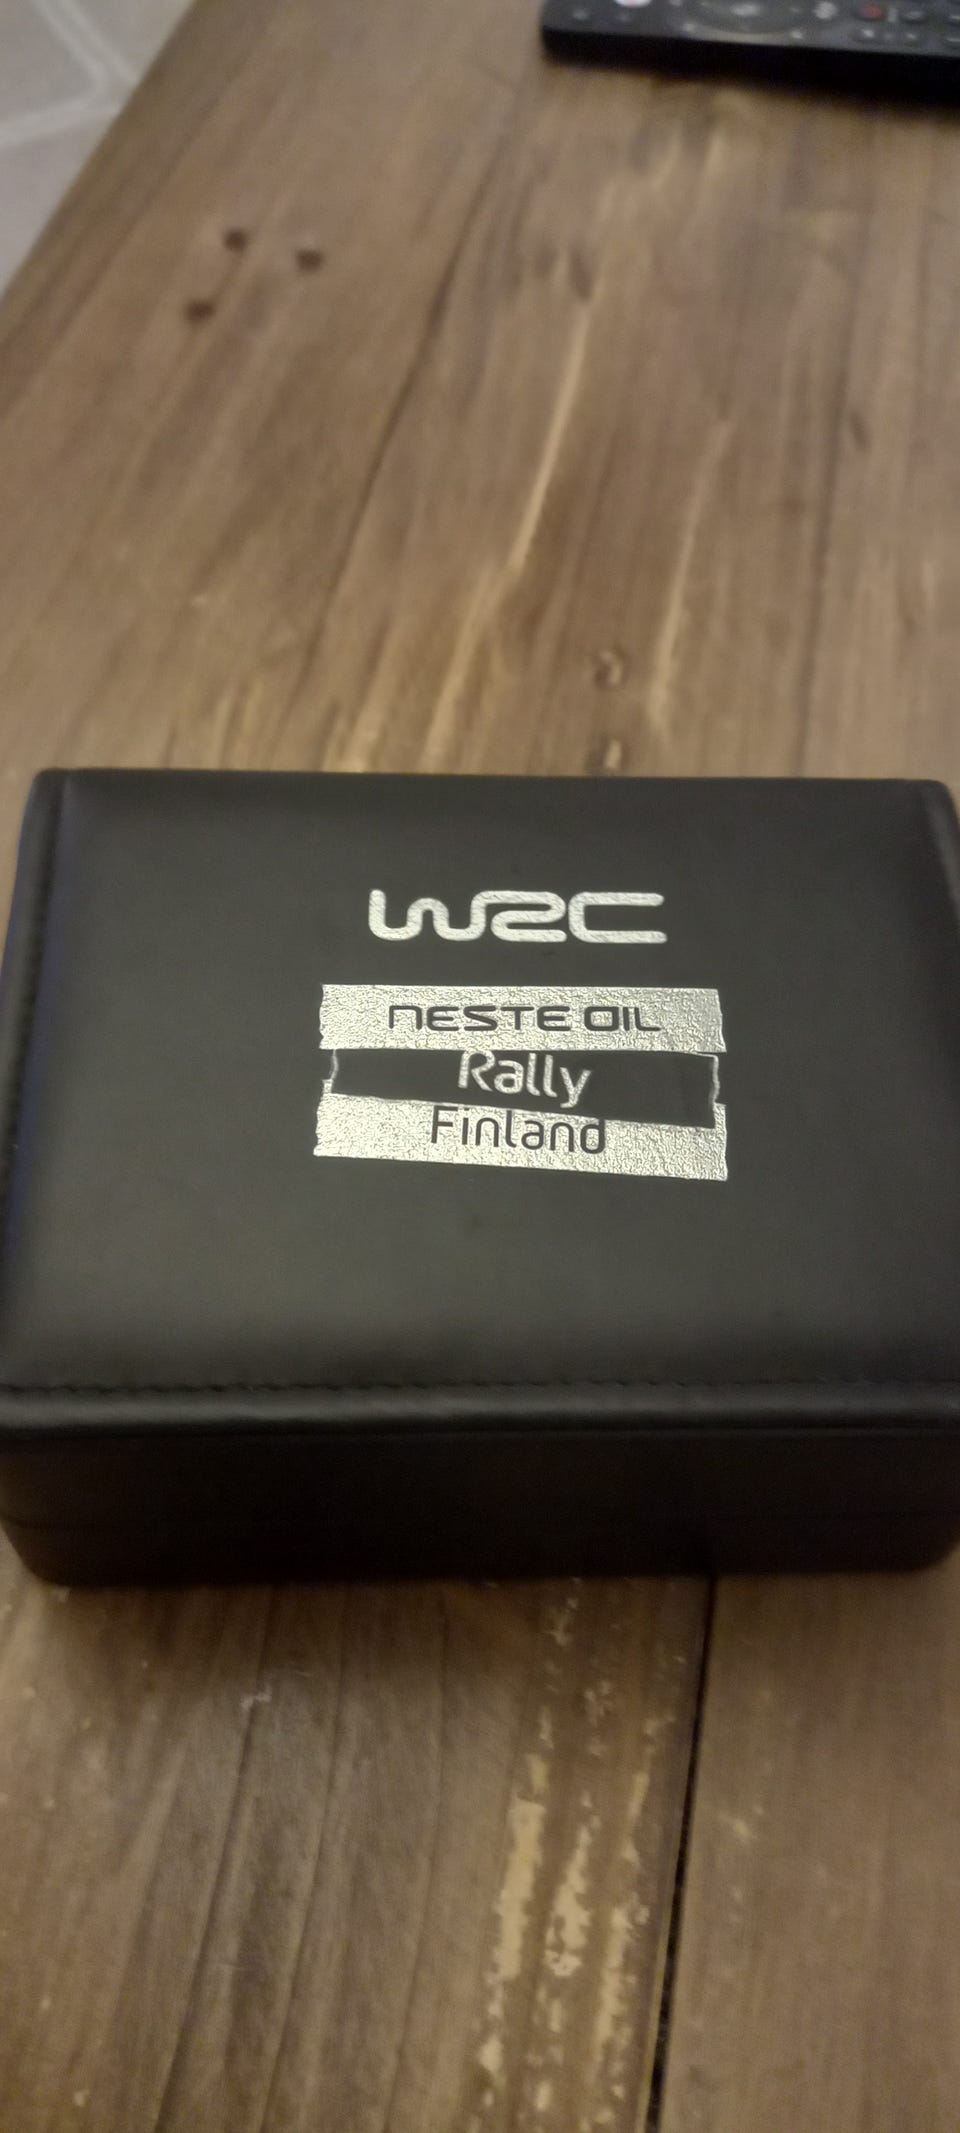 WRC
NESTE OIL
Rally
Finland